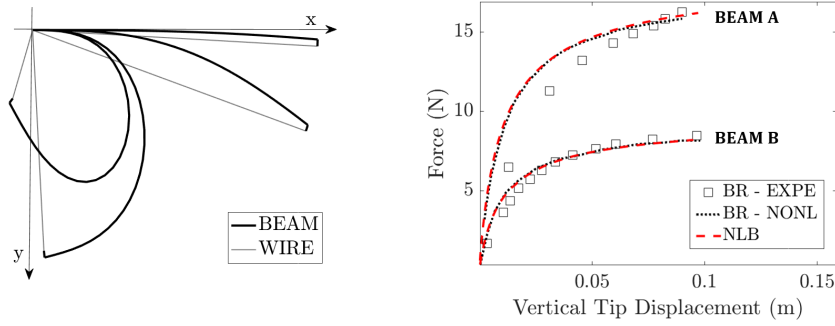 x
y
BEAM
WIRE
Force (N)
15
10
5
BEAM A
BEAM B
BR - EXPE
BR - NONL
NLB
0.05
0.1
0.15
Vertical Tip Displacement (m)